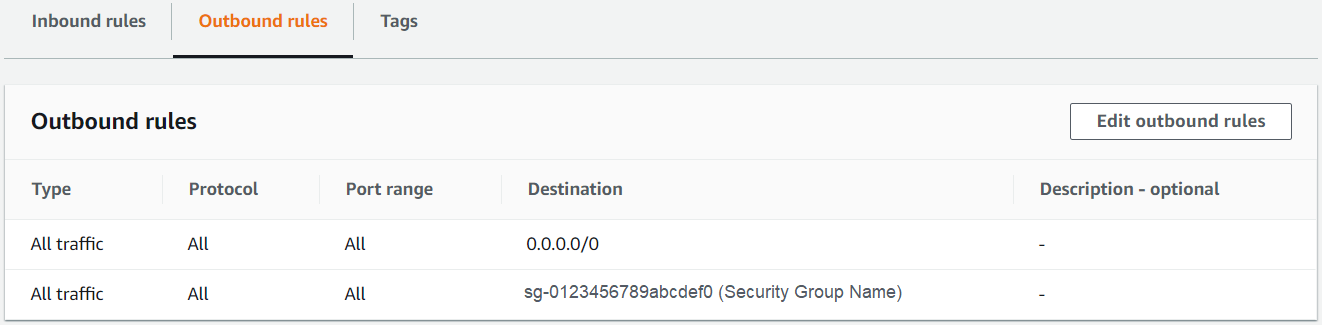 Inbound rules Outbound rules Tags
Outbound rules Edit outbound rules
Type Protocol Port range Destination Description - optional
All traffic All All 0.0.0.0/0 -
All traffic All All sg-0123456789abcdef0 (Security Group Name) -